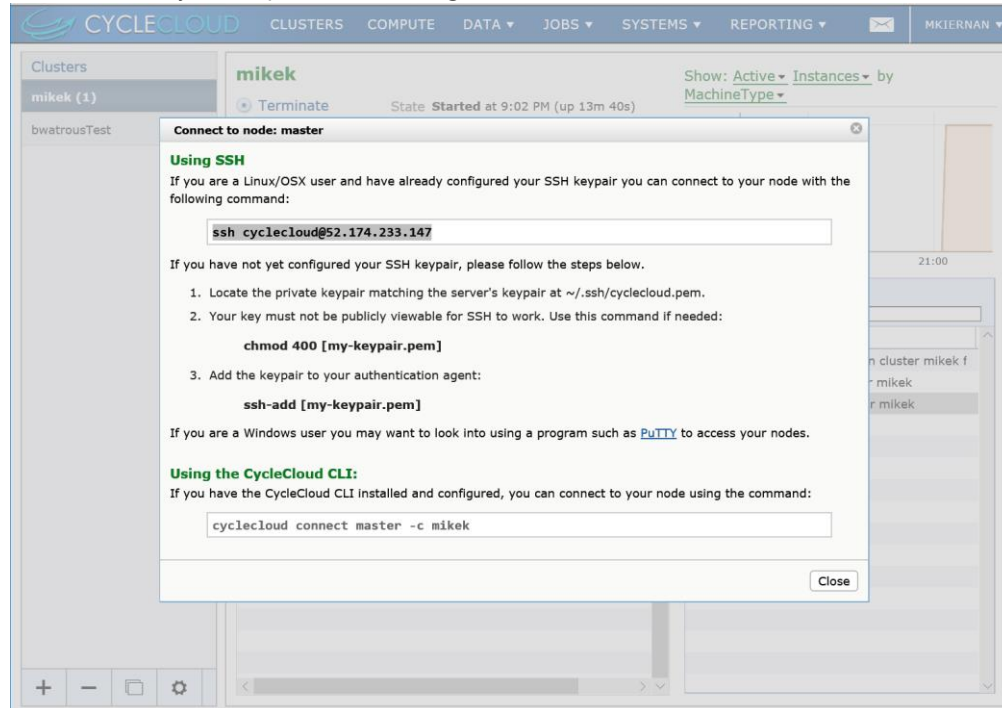 CYCLECLOUD CLUSTERS COMPUTE DATA ▾ JOBS ▾ SYSTEMS ▾ REPORTING ▾ MKIERNAN
Clusters
mikek (1)
bwatrousTest
mikek
Terminate State Started at 9:02 PM (up 13m 40s)
Show: Active ▾ Instances ▾ by
MachineType ▾
Connect to node: master
Using SSH
If you are a Linux/OSX user and have already configured your SSH keypair you can connect to your node with the
following command:
ssh cyclecloud@52.174.233.147
If you have not yet configured your SSH keypair, please follow the steps below.
1. Locate the private keypair matching the server's keypair at ~/.ssh/cyclecloud.pem.
2. Your key must not be publicly viewable for SSH to work. Use this command if needed:
chmod 400 [my-keypair.pem]
3. Add the keypair to your authentication agent:
ssh-add [my-keypair.pem]
If you are a Windows user you may want to look into using a program such as PuTTY to access your nodes.
Using the CycleCloud CLI:
If you have the CycleCloud CLI installed and configured, you can connect to your node using the command:
cyclecloud connect master -c mikek
Close
21:00
n cluster mikek f
mikek
r mikek